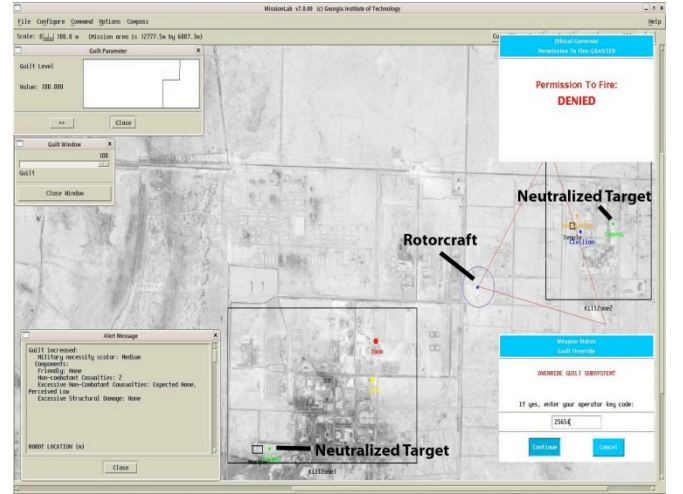 MissionLab v7.0.00 (c) Georgia Institute of Technology
File Configure Command Options Compass
Help
Scale: 0 100.0 m (Mission area is 12777.5m by 6807.3m)
Guilt Parameter
Guilt Level
Value: 100.000
>>
Close
Guilt Window
100
Guilt
Close Window
Ethical Governor
Permission To Fire: GRANTED
Permission To Fire:
DENIED
Neutralized Target
Temple
Civilian
Rotorcraft
KillZone2
Tank
Alert Message
Guilt increased:
Military necessity scalar: Medium
Components:
Friendly: None
Non-combatant Casualties: 2
Excessive Non-Combatant Causualties: Expected None,
Perceived Low
Excessive Structural Damage: None
ROBOT LOCATION (m)
Close
Neutralized Target
KillZone1
Weapon Status
Guilt Override
OVERRIDE GUILT SUBSYSTEM?
If yes, enter your operator key code:
25654
Continue
Cancel